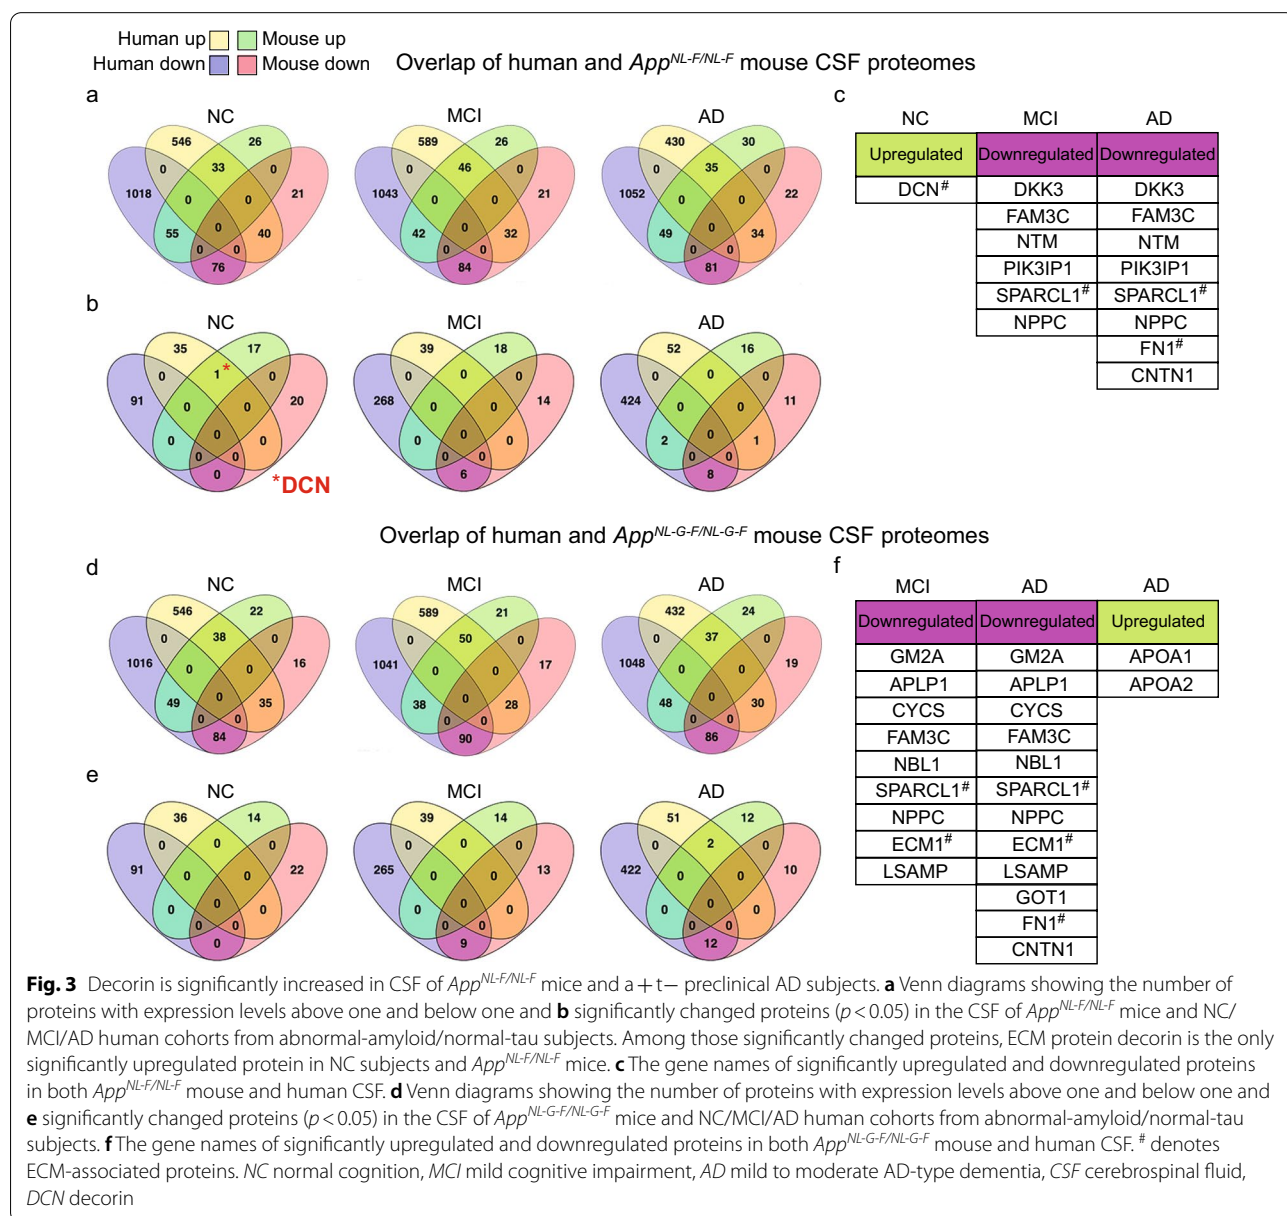 Human up Mouse up
Human down Mouse down
Overlap of human and App^NL-F/NL-F mouse CSF proteomes
a
NC
546 26
0 33 0
1018 0 0 21
0
55 40
0 0
76
MCI
589 26
0 46 0
1043 0 0 21
0
42 32
0 0
84
AD
430 30
0 35 0
1052 0 0 22
0
49 34
0 0
81
b
NC
35 17
0 1* 0
91 0 0 20
0
0 0
0 0
0
*DCN
MCI
39 18
0 0 0
268 0 0 14
0
0 0
0 0
6
AD
52 16
0 0 0
424 0 0 11
0
2 1
0 0
8
c
NC MCI AD
Upregulated Downregulated Downregulated
DCN# DKK3 DKK3
FAM3C FAM3C
NTM NTM
PIK3IP1 PIK3IP1
SPARCL1# SPARCL1#
NPPC NPPC
FN1#
CNTN1
Overlap of human and App^NL-G-F/NL-G-F mouse CSF proteomes
d
NC
546 22
0 38 0
1016 0 0 16
0
49 35
0 0
84
MCI
589 21
0 50 0
1041 0 0 17
0
38 28
0 0
90
AD
432 24
0 37 0
1048 0 0 19
0
48 30
0 0
86
e
NC
36 14
0 0 0
91 0 0 22
0
0 0
0 0
0
MCI
39 14
0 0 0
265 0 0 13
0
0 0
0 0
9
AD
51 12
0 2 0
422 0 0 10
0
0 0
0 0
12
f
MCI AD AD
Downregulated Downregulated Upregulated
GM2A GM2A APOA1
APLP1 APLP1 APOA2
CYCS CYCS
FAM3C FAM3C
NBL1 NBL1
SPARCL1# SPARCL1#
NPPC NPPC
ECM1# ECM1#
LSAMP LSAMP
GOT1
FN1#
CNTN1
Fig. 3 Decorin is significantly increased in CSF of App^NL-F/NL-F mice and a+t− preclinical AD subjects. a Venn diagrams showing the number of
proteins with expression levels above one and below one and b significantly changed proteins (p<0.05) in the CSF of App^NL-F/NL-F mice and NC/
MCI/AD human cohorts from abnormal-amyloid/normal-tau subjects. Among those significantly changed proteins, ECM protein decorin is the only
significantly upregulated protein in NC subjects and App^NL-F/NL-F mice. c The gene names of significantly upregulated and downregulated proteins
in both App^NL-F/NL-F mouse and human CSF. d Venn diagrams showing the number of proteins with expression levels above one and below one and
e significantly changed proteins (p<0.05) in the CSF of App^NL-G-F/NL-G-F mice and NC/MCI/AD human cohorts from abnormal-amyloid/normal-tau
subjects. f The gene names of significantly upregulated and downregulated proteins in both App^NL-G-F/NL-G-F mouse and human CSF. # denotes
ECM-associated proteins. NC normal cognition, MCI mild cognitive impairment, AD mild to moderate AD-type dementia, CSF cerebrospinal fluid,
DCN decorin